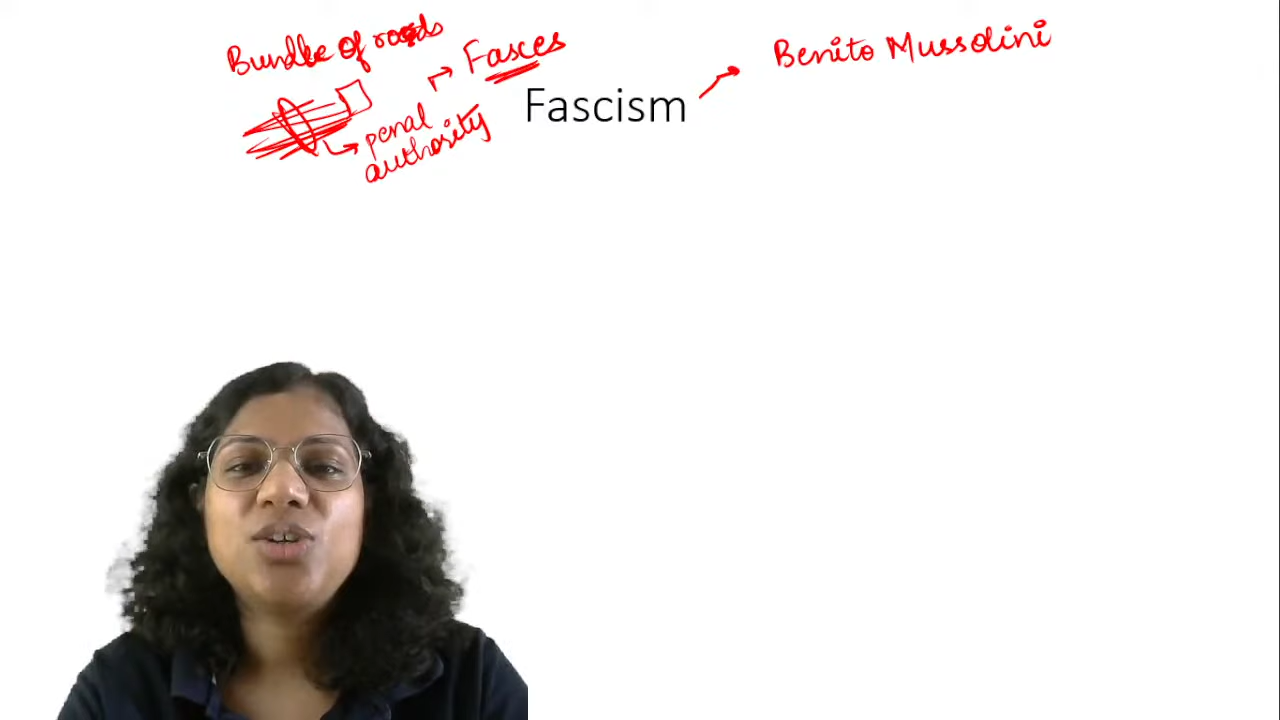 Bundle of rods
Fasces
penal
authority
Fascism
Benito Mussolini